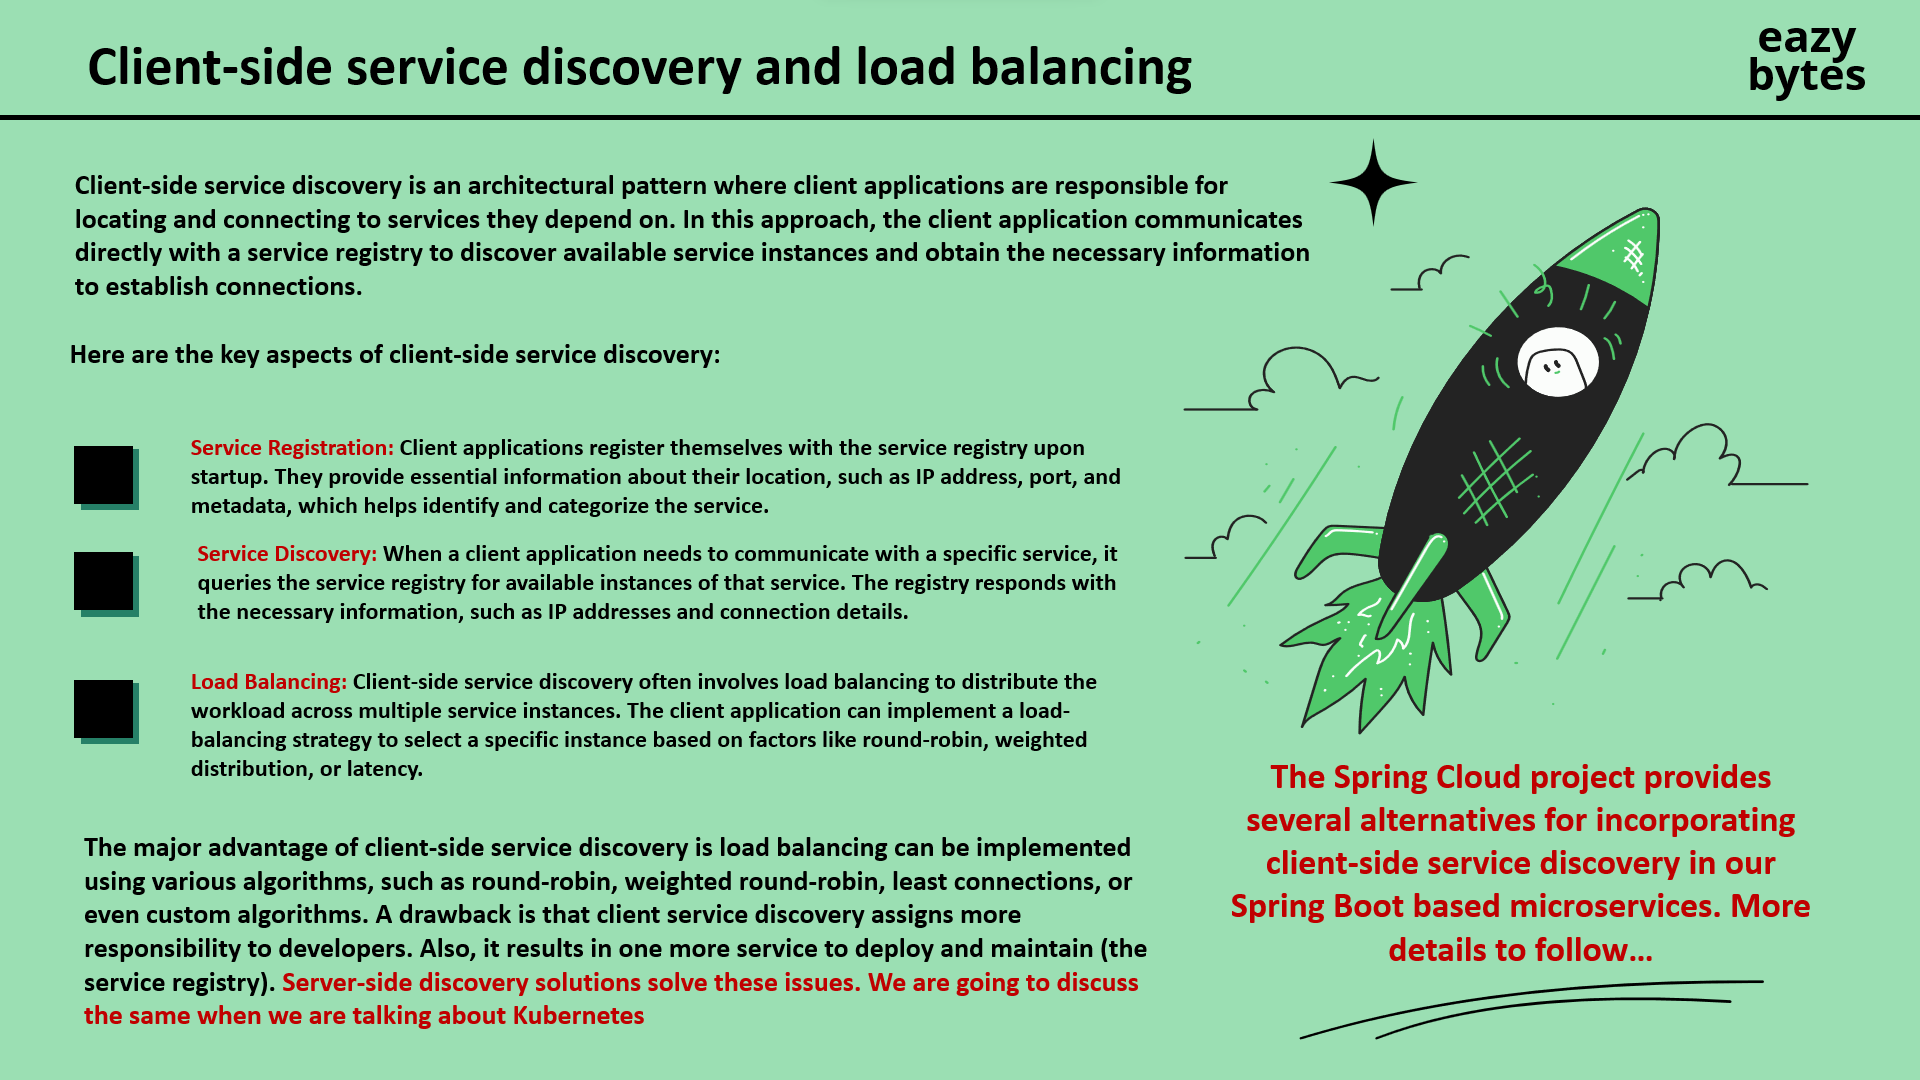 Client-side service discovery and load balancing
eazy
bytes
Client-side service discovery is an architectural pattern where client applications are responsible for
locating and connecting to services they depend on. In this approach, the client application communicates
directly with a service registry to discover available service instances and obtain the necessary information
to establish connections.
Here are the key aspects of client-side service discovery:
Service Registration: Client applications register themselves with the service registry upon
startup. They provide essential information about their location, such as IP address, port, and
metadata, which helps identify and categorize the service.
Service Discovery: When a client application needs to communicate with a specific service, it
queries the service registry for available instances of that service. The registry responds with
the necessary information, such as IP addresses and connection details.
Load Balancing: Client-side service discovery often involves load balancing to distribute the
workload across multiple service instances. The client application can implement a load-
balancing strategy to select a specific instance based on factors like round-robin, weighted
distribution, or latency.
The major advantage of client-side service discovery is load balancing can be implemented
using various algorithms, such as round-robin, weighted round-robin, least connections, or
even custom algorithms. A drawback is that client service discovery assigns more
responsibility to developers. Also, it results in one more service to deploy and maintain (the
service registry). Server-side discovery solutions solve these issues. We are going to discuss
the same when we are talking about Kubernetes
The Spring Cloud project provides
several alternatives for incorporating
client-side service discovery in our
Spring Boot based microservices. More
details to follow...